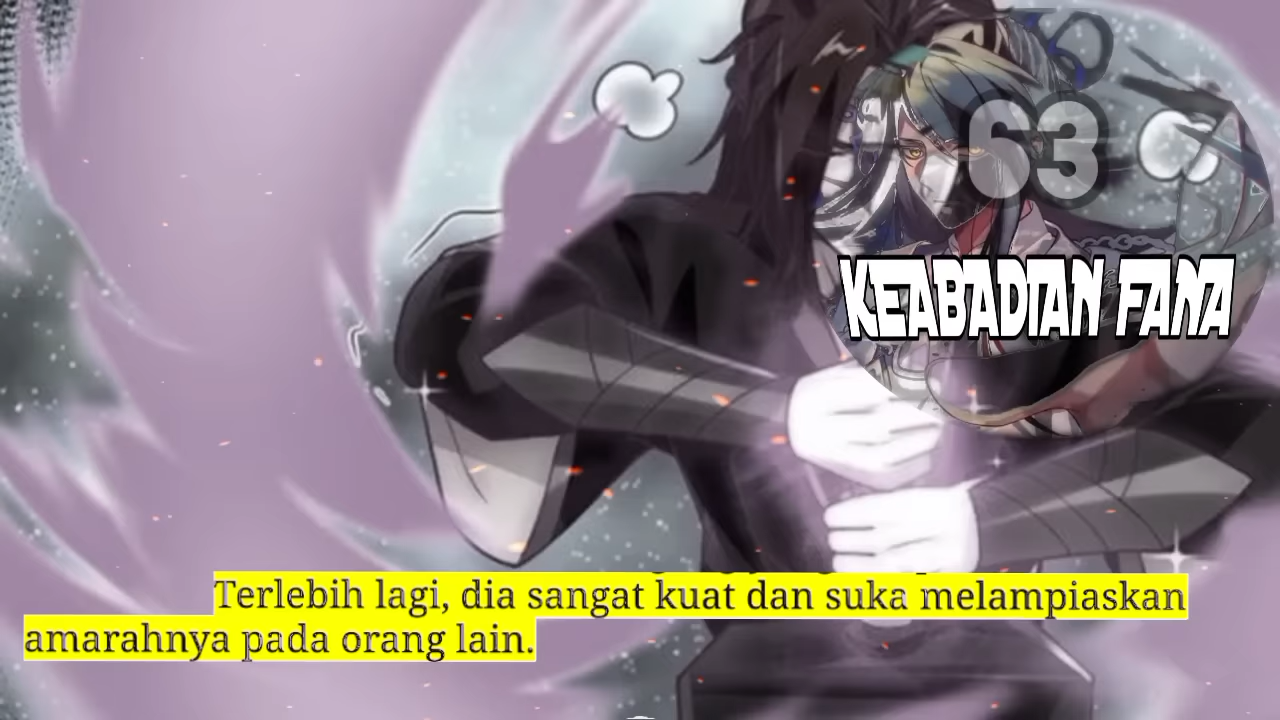 63
KEABADIAN FANA
Terlebih lagi, dia sangat kuat dan suka melampiaskan
amarahnya pada orang lain.